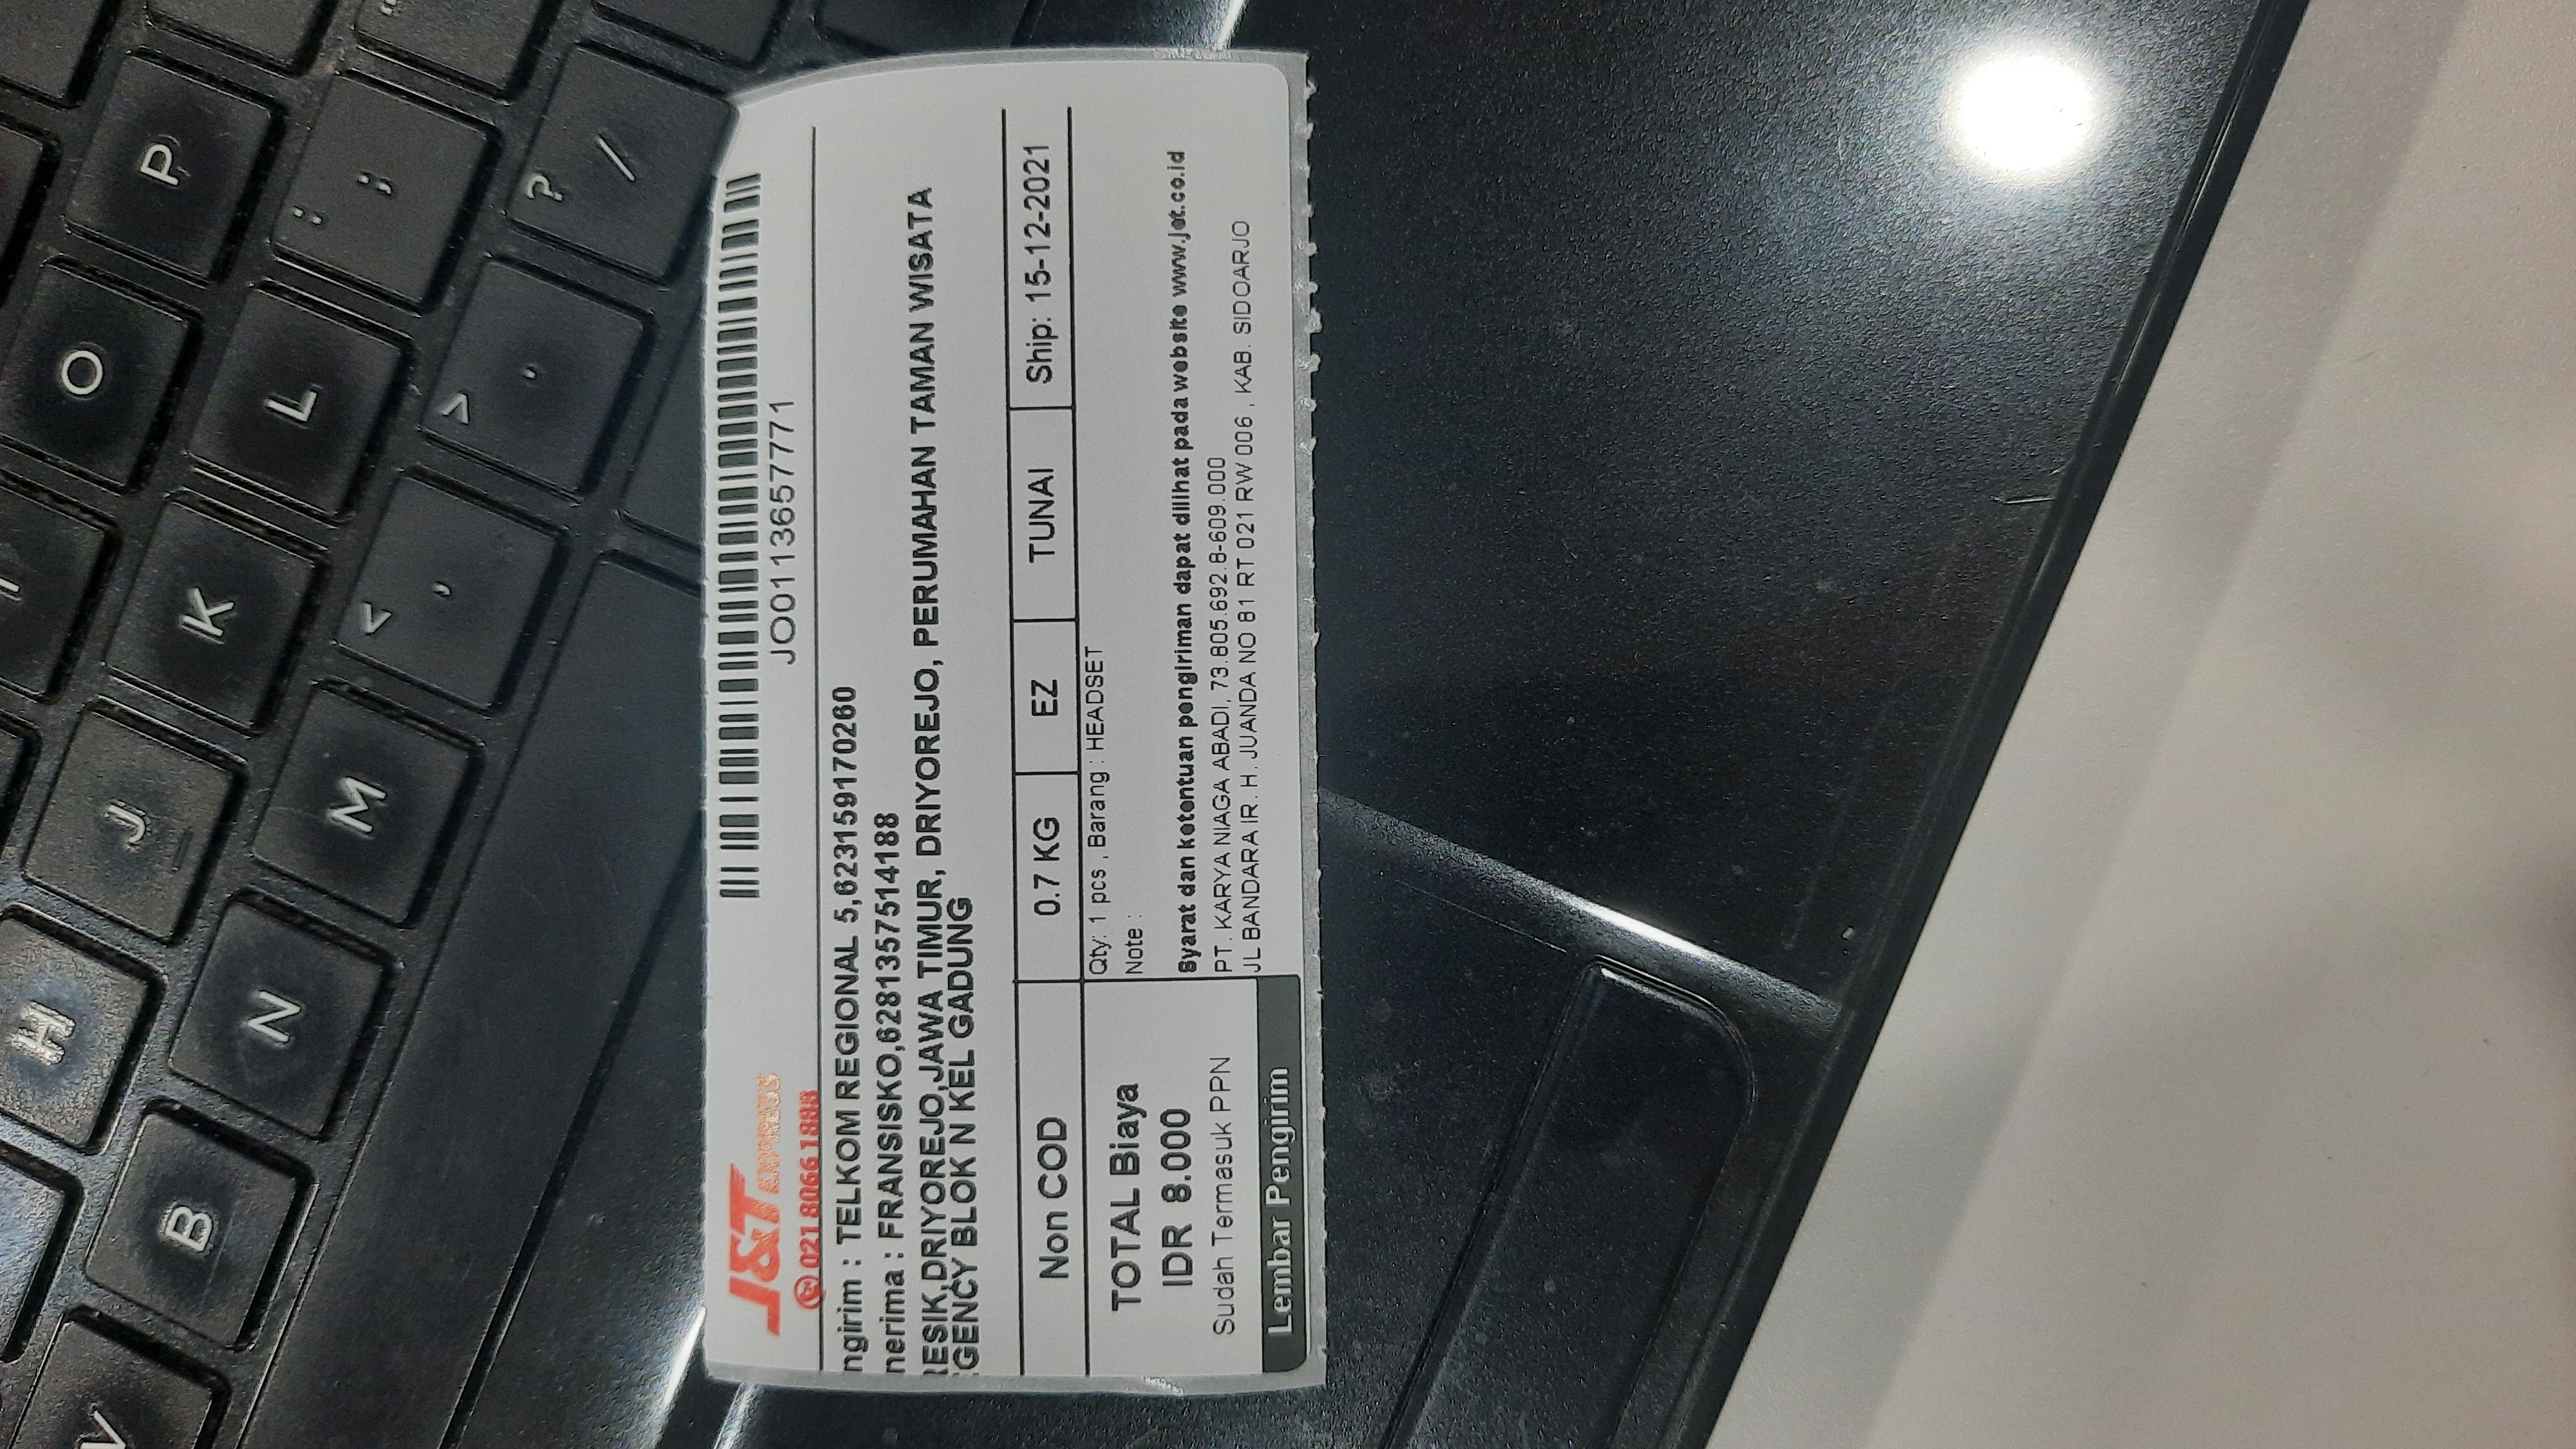 H
J
O
P
V
B
N
M
K
L
:
;
<
,
>
.
?
/
J&T EXPRESS
021 8066 1888
JO0113657771
ngirim : TELKOM REGIONAL 5,623159170260
nerima : FRANSISKO,6281357514188
RESIK,DRIYOREJO,JAWA TIMUR, DRIYOREJO, PERUMAHAN TAMAN WISATA
EGENCY BLOK N KEL GADUNG
Non COD
0.7 KG
EZ
TUNAI
Ship: 15-12-2021
TOTAL Biaya
IDR 8.000
Sudah Termasuk PPN
Lembar Pengirim
Qty: 1 pcs , Barang : HEADSET
Note :
Syarat dan ketentuan pengiriman dapat dilihat pada website www.jet.co.id
PT. KARYA NIAGA ABADI, 73.805.692.8-609.000
JL BANDARA IR. H. JUANDA NO 81 RT 021 RW 006 , KAB. SIDOARJO